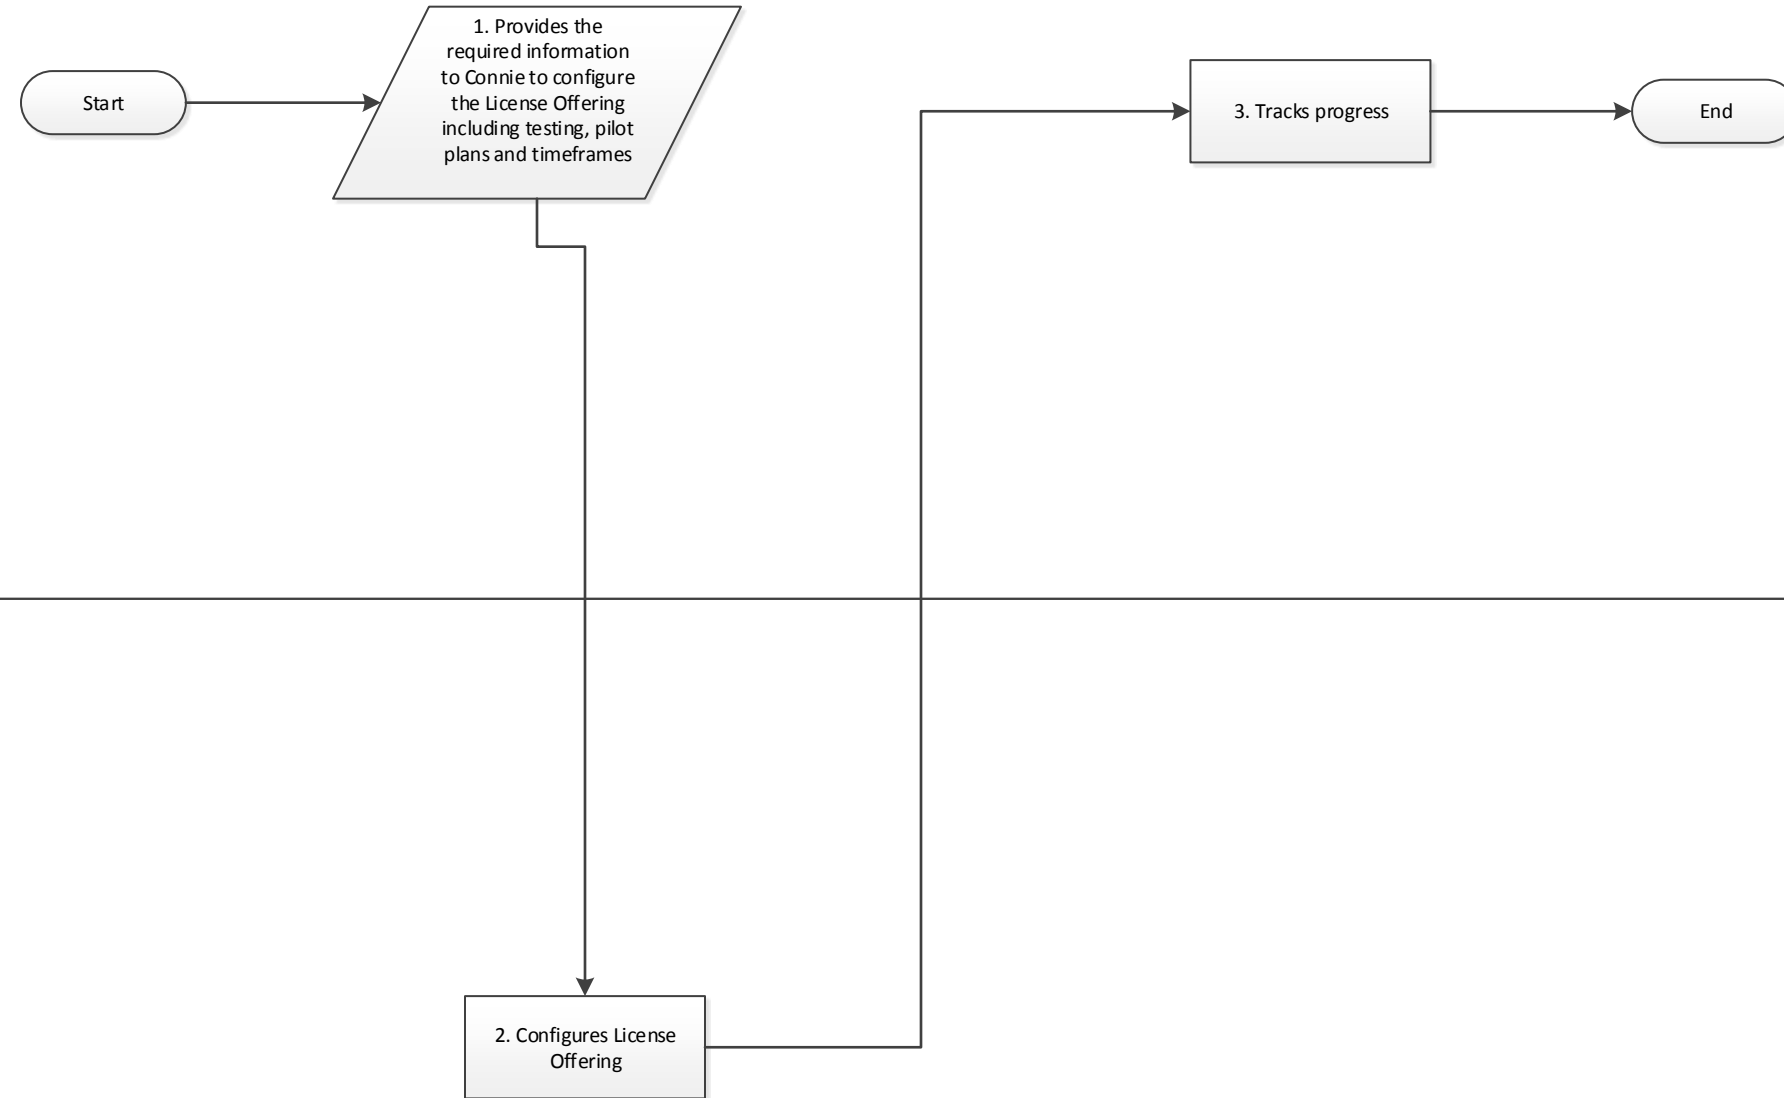 Start
1. Provides the
required information
to Connie to configure
the License Offering
including testing, pilot
plans and timeframes
3. Tracks progress
End
2. Configures License
Offering